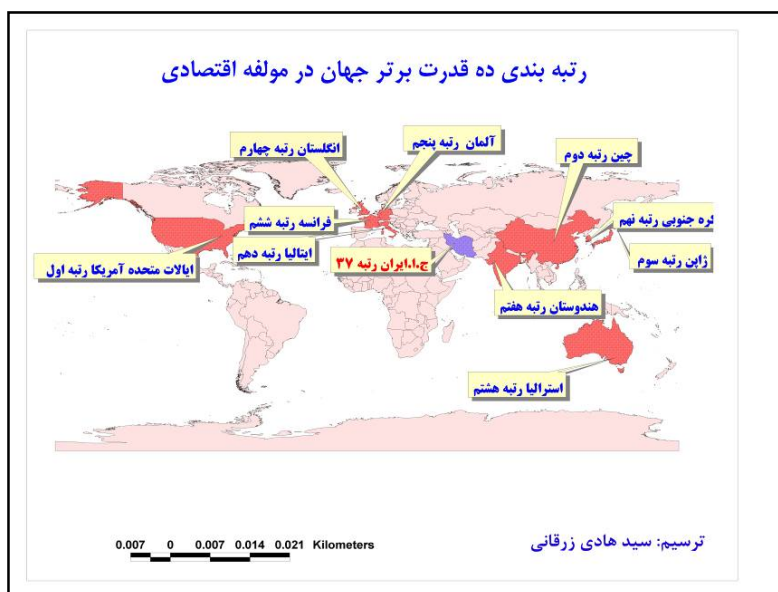 رتبه بندی ده قدرت برتر جهان در مولفه اقتصادی
انگلستان رتبه چهارم
آلمان رتبه پنجم
چین رتبه دوم
فرانسه رتبه ششم
کره جنوبی رتبه نهم
ایتالیا رتبه دهم
ج.ا.ایران رتبه ۳۷
ژاپن رتبه سوم
ایالات متحده آمریکا رتبه اول
هندوستان رتبه هفتم
استرالیا رتبه هشتم
ترسیم: سید هادی زرقانی
0.007 0 0.007 0.014 0.021 Kilometers